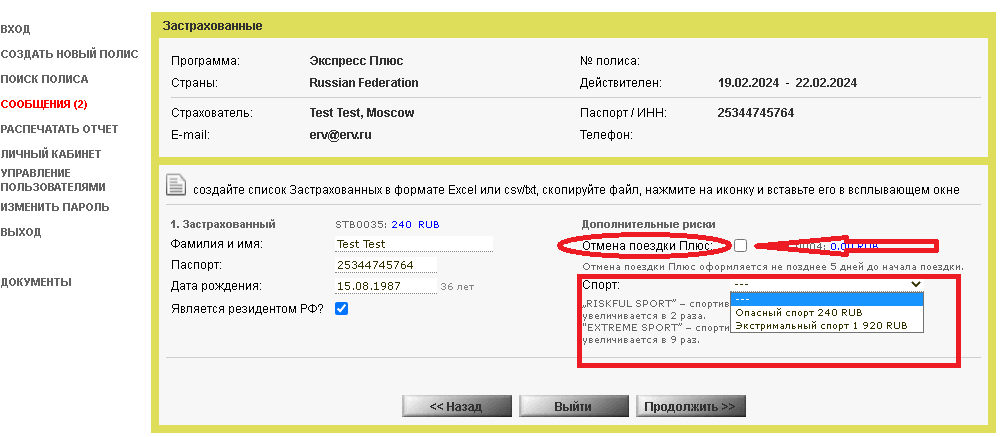 ВХОД
СОЗДАТЬ НОВЫЙ ПОЛИС
ПОИСК ПОЛИСА
СООБЩЕНИЯ (2)
РАСПЕЧАТАТЬ ОТЧЕТ
ЛИЧНЫЙ КАБИНЕТ
УПРАВЛЕНИЕ
ПОЛЬЗОВАТЕЛЯМИ
ИЗМЕНИТЬ ПАРОЛЬ
ВЫХОД
ДОКУМЕНТЫ
Застрахованные
Программа: Экспресс Плюс № полиса:
Страны: Russian Federation Действителен: 19.02.2024 - 22.02.2024
Страхователь: Test Test, Moscow Паспорт / ИНН: 25344745764
E-mail: erv@erv.ru Телефон:
создайте список Застрахованных в формате Excel или csv/txt, скопируйте файл, нажмите на иконку и вставьте его в всплывающем окне
1. Застрахованный STB0035: 240 RUB
Фамилия и имя: Test Test
Паспорт: 25344745764
Дата рождения: 15.08.1987 36 лет
Является резидентом РФ?
Дополнительные риски
Отмена поездки Плюс: 0.00 RUB
Отмена поездки Плюс оформляется не позднее 5 дней до начала поездки.
Спорт: ---
---
Опасный спорт 240 RUB
Экстримальный спорт 1 920 RUB
„RISKFUL SPORT” – спортив
увеличивается в 2 раза.
"EXTREME SPORT” – спорти
увеличивается в 9 раз.
<< Назад
Выйти
Продолжить >>